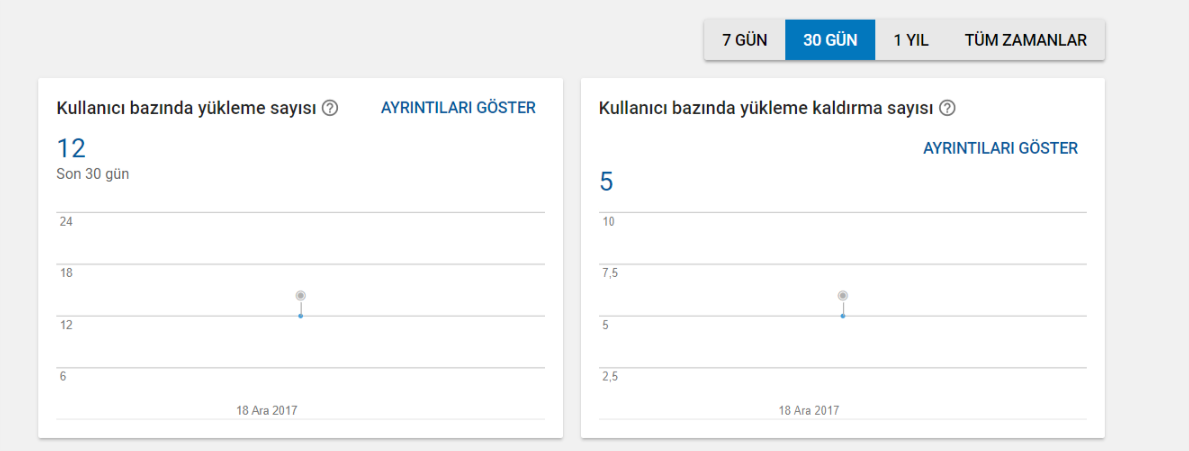 7 GÜN 30 GÜN 1 YIL TÜM ZAMANLAR
Kullanıcı bazında yükleme sayısı ? AYRINTILARI GÖSTER
12
Son 30 gün
24
18
12
6
18 Ara 2017
Kullanıcı bazında yükleme kaldırma sayısı ?
AYRINTILARI GÖSTER
5
10
7,5
5
2,5
18 Ara 2017